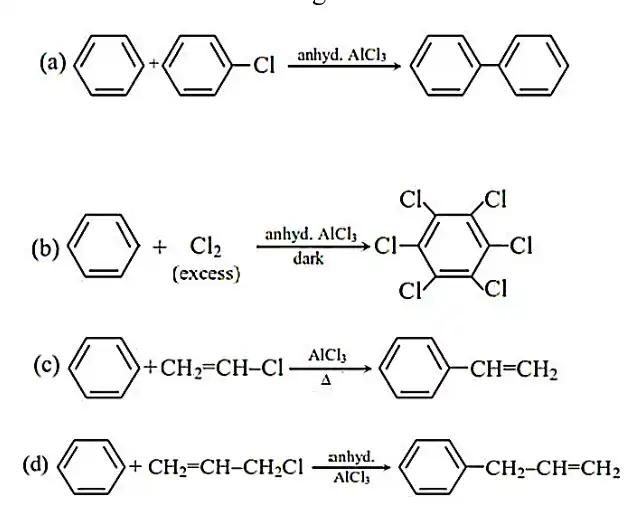 (a) + Cl anhyd. AlCl3
(b) + Cl2 (excess) anhyd. AlCl3 dark Cl Cl Cl Cl Cl Cl
(c) + CH2=CH–Cl AlCl3 Δ CH=CH2
(d) + CH2=CH–CH2Cl anhyd. AlCl3 CH2–CH=CH2